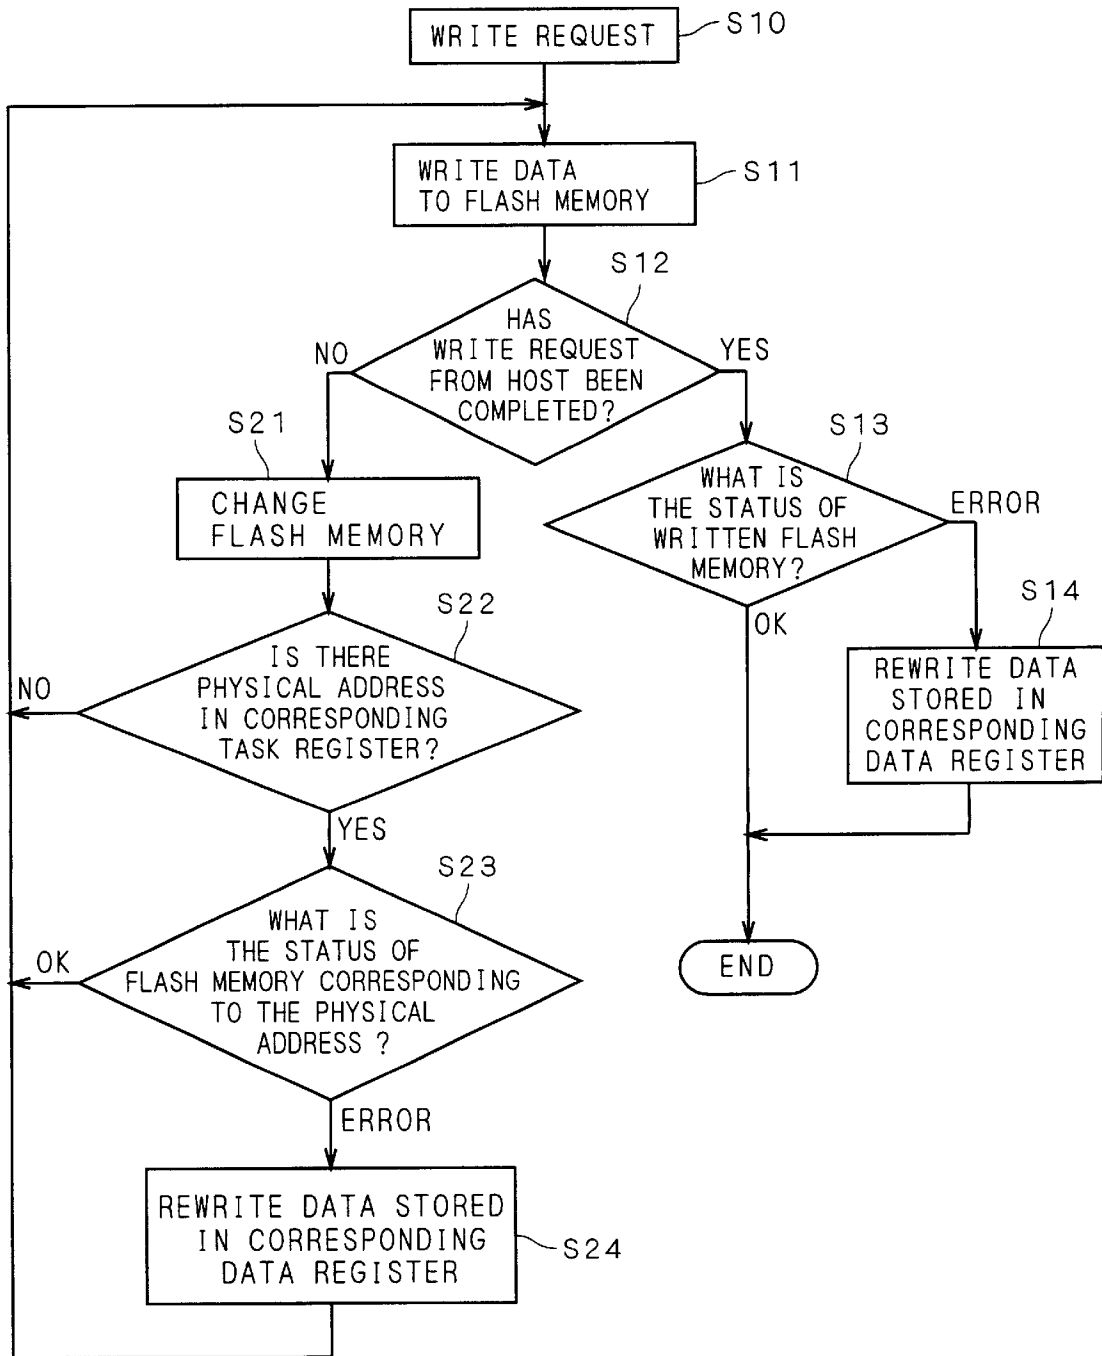 WRITE REQUEST
S10
WRITE DATA
TO FLASH MEMORY
S11
S12
HAS
WRITE REQUEST
FROM HOST BEEN
COMPLETED?
NO
YES
S21
CHANGE
FLASH MEMORY
S13
WHAT IS
THE STATUS OF
WRITTEN FLASH
MEMORY?
ERROR
OK
S14
REWRITE DATA
STORED IN
CORRESPONDING
DATA REGISTER
S22
IS THERE
PHYSICAL ADDRESS
IN CORRESPONDING
TASK REGISTER?
NO
YES
S23
WHAT IS
THE STATUS OF
FLASH MEMORY CORRESPONDING
TO THE PHYSICAL
ADDRESS ?
OK
ERROR
END
REWRITE DATA STORED
IN CORRESPONDING
DATA REGISTER
S24